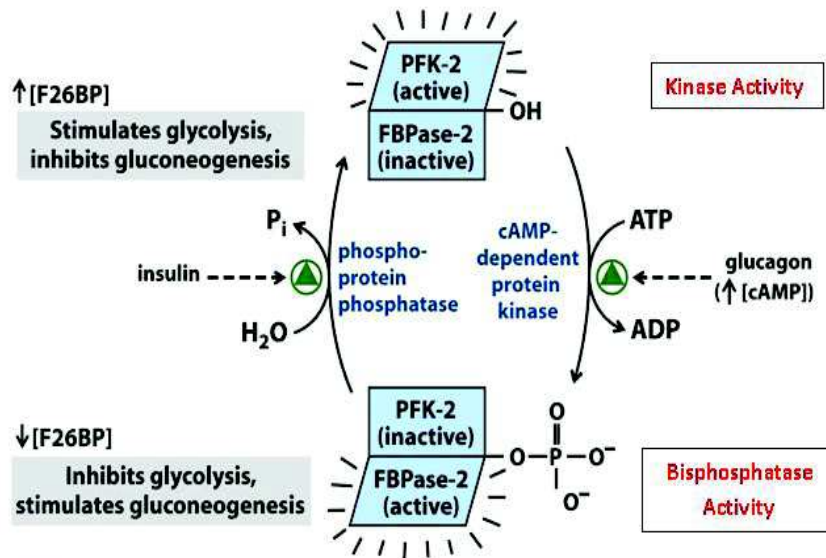 PFK-2
(active)
OH
FBPase-2
(inactive)
Kinase Activity
↑[F26BP]
Stimulates glycolysis,
inhibits gluconeogenesis
Pi
insulin
H2O
phospho-
protein
phosphatase
cAMP-
dependent
protein
kinase
ATP
ADP
glucagon
(↑ [cAMP])
↓[F26BP]
Inhibits glycolysis,
stimulates gluconeogenesis
PFK-2
(inactive)
FBPase-2
(active)
O
O P O−
O−
Bisphosphatase
Activity